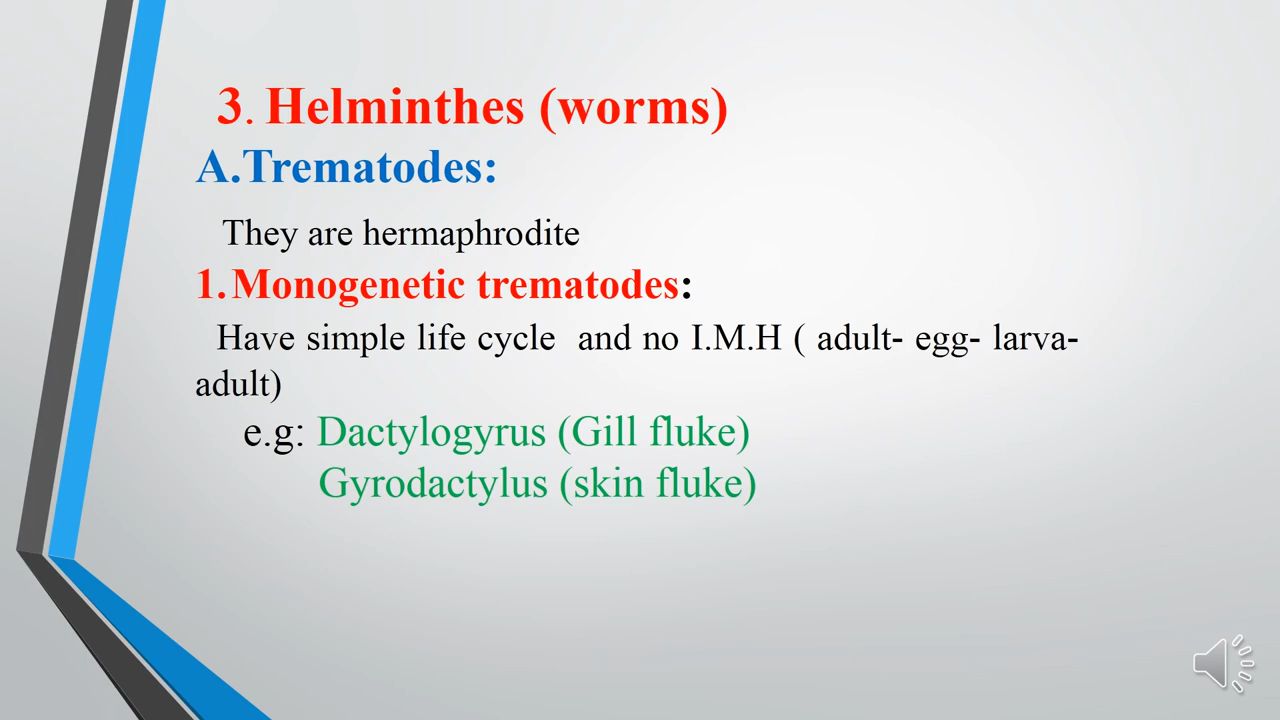 3. Helminthes (worms)
A.Trematodes:
They are hermaphrodite
1.Monogenetic trematodes:
Have simple life cycle and no I.M.H ( adult- egg- larva-
adult)
e.g: Dactylogyrus (Gill fluke)
Gyrodactylus (skin fluke)